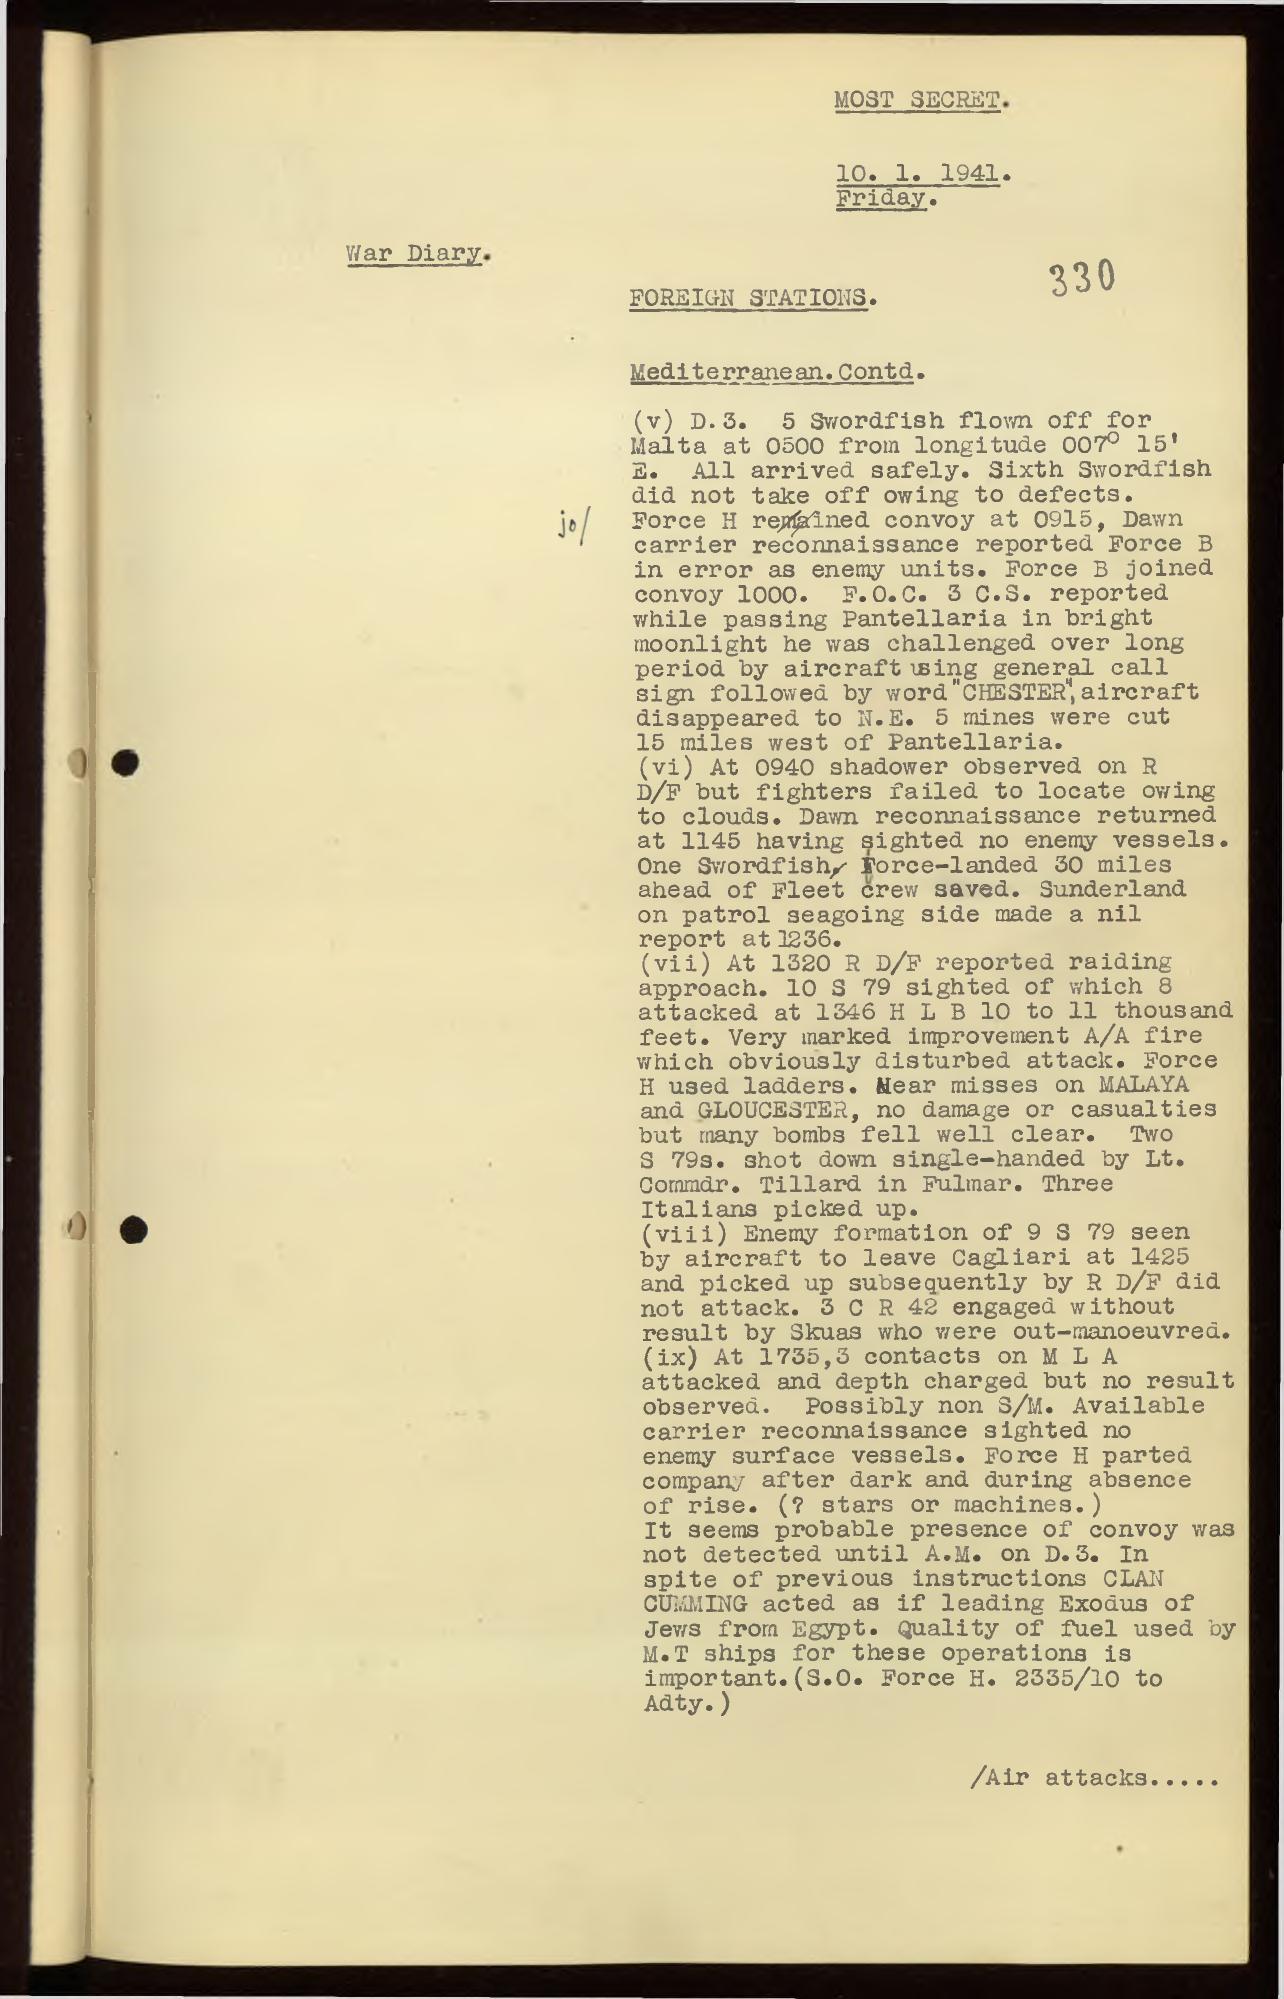 MOST SECRET.
10. 1. 1941.
Friday.
War Diary.
330
FOREIGN STATIONS.
Mediterranean.Contd.
(v) D.3. 5 Swordfish flown off for
Malta at 0500 from longitude 007° 15'
E. All arrived safely. Sixth Swordfish
did not take off owing to defects.
jo/ Force H remained convoy at 0915, Dawn
carrier reconnaissance reported Force B
in error as enemy units. Force B joined
convoy 1000. F.O.C. 3 C.S. reported
while passing Pantellaria in bright
moonlight he was challenged over long
period by aircraft using general call
sign followed by word "CHESTER", aircraft
disappeared to N.E. 5 mines were cut
15 miles west of Pantellaria.
(vi) At 0940 shadower observed on R
D/F but fighters failed to locate owing
to clouds. Dawn reconnaissance returned
at 1145 having sighted no enemy vessels.
One Swordfish, Force-landed 30 miles
ahead of Fleet crew saved. Sunderland
on patrol seagoing side made a nil
report at 1236.
(vii) At 1320 R D/F reported raiding
approach. 10 S 79 sighted of which 8
attacked at 1346 H L B 10 to 11 thousand
feet. Very marked improvement A/A fire
which obviously disturbed attack. Force
H used ladders. Near misses on MALAYA
and GLOUCESTER, no damage or casualties
but many bombs fell well clear. Two
S 79s. shot down single-handed by Lt.
Commdr. Tillard in Fulmar. Three
Italians picked up.
(viii) Enemy formation of 9 S 79 seen
by aircraft to leave Cagliari at 1425
and picked up subsequently by R D/F did
not attack. 3 C R 42 engaged without
result by Skuas who were out-manoeuvred.
(ix) At 1735,3 contacts on M L A
attacked and depth charged but no result
observed. Possibly non S/M. Available
carrier reconnaissance sighted no
enemy surface vessels. Force H parted
company after dark and during absence
of rise. (? stars or machines.)
It seems probable presence of convoy was
not detected until A.M. on D.3. In
spite of previous instructions CLAN
CUMMING acted as if leading Exodus of
Jews from Egypt. Quality of fuel used by
M.T ships for these operations is
important.(S.O. Force H. 2335/10 to
Adty.)
/Air attacks.....